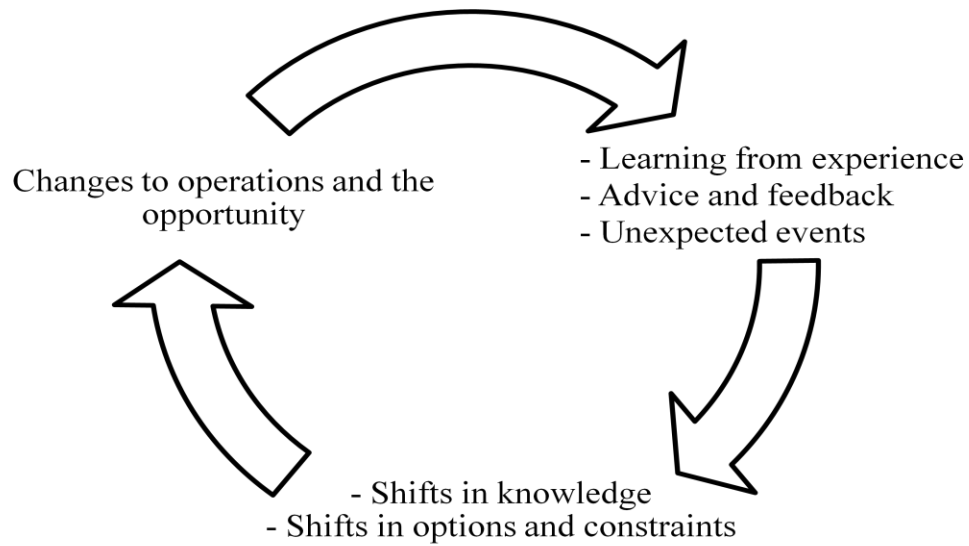 Changes to operations and the
opportunity
- Learning from experience
- Advice and feedback
- Unexpected events
- Shifts in knowledge
- Shifts in options and constraints